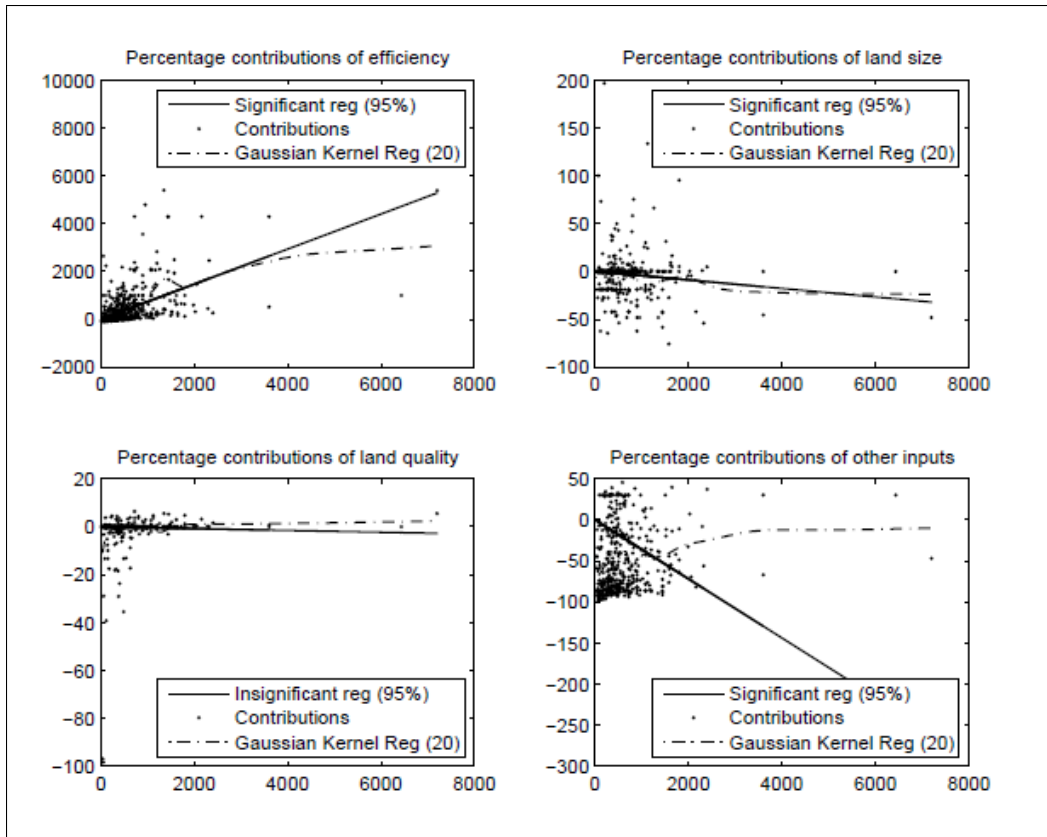 Percentage contributions of efficiency
10000
8000
6000
4000
2000
0
−2000
0 2000 4000 6000 8000
Significant reg (95%)
Contributions
Gaussian Kernel Reg (20)
Percentage contributions of land size
200
150
100
50
0
−50
−100
0 2000 4000 6000 8000
Significant reg (95%)
Contributions
Gaussian Kernel Reg (20)
Percentage contributions of land quality
20
0
−20
−40
−60
−80
−100
0 2000 4000 6000 8000
Insignificant reg (95%)
Contributions
Gaussian Kernel Reg (20)
Percentage contributions of other inputs
50
0
−50
−100
−150
−200
−250
−300
0 2000 4000 6000 8000
Significant reg (95%)
Contributions
Gaussian Kernel Reg (20)